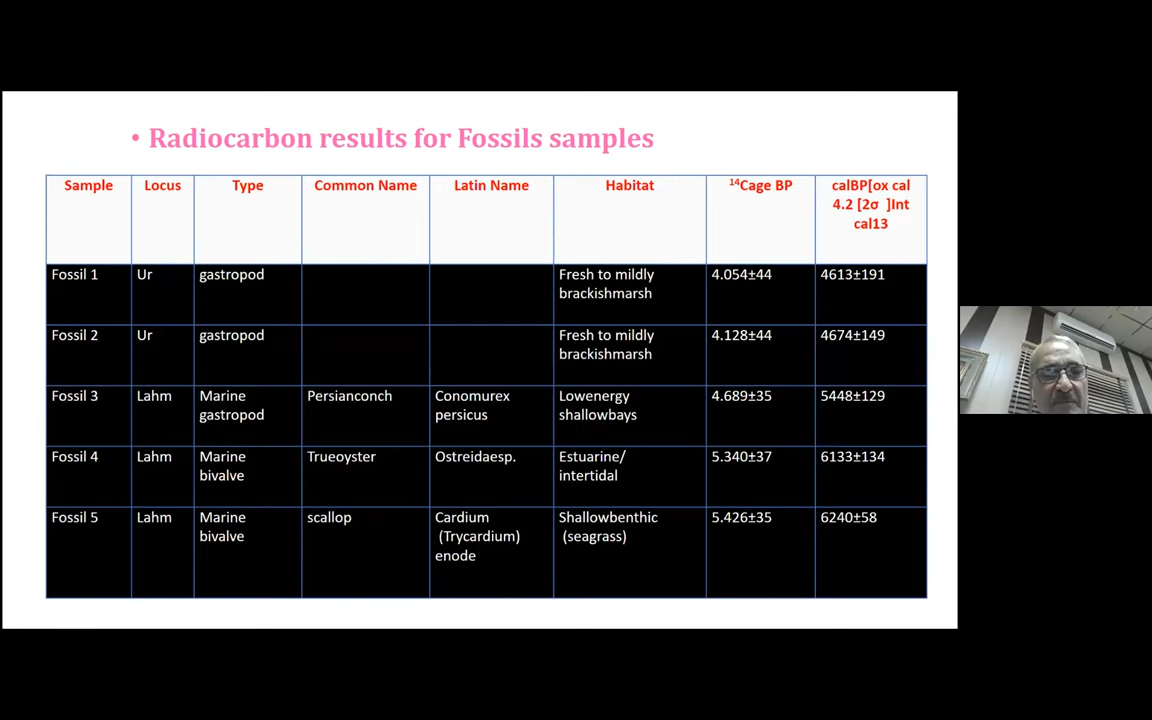 • Radiocarbon results for Fossils samples
Sample Locus Type Common Name Latin Name Habitat ¹⁴Cage BP calBP[ox cal
4.2 [2σ ]Int
cal13
Fossil 1 Ur gastropod Fresh to mildly 4.054±44 4613±191
brackishmarsh
Fossil 2 Ur gastropod Fresh to mildly 4.128±44 4674±149
brackishmarsh
Fossil 3 Lahm Marine Persianconch Conomurex Lowenergy 4.689±35 5448±129
gastropod persicus shallowbays
Fossil 4 Lahm Marine Trueoyster Ostreidaesp. Estuarine/ 5.340±37 6133±134
bivalve intertidal
Fossil 5 Lahm Marine scallop Cardium Shallowbenthic 5.426±35 6240±58
bivalve (Trycardium) (seagrass)
enode